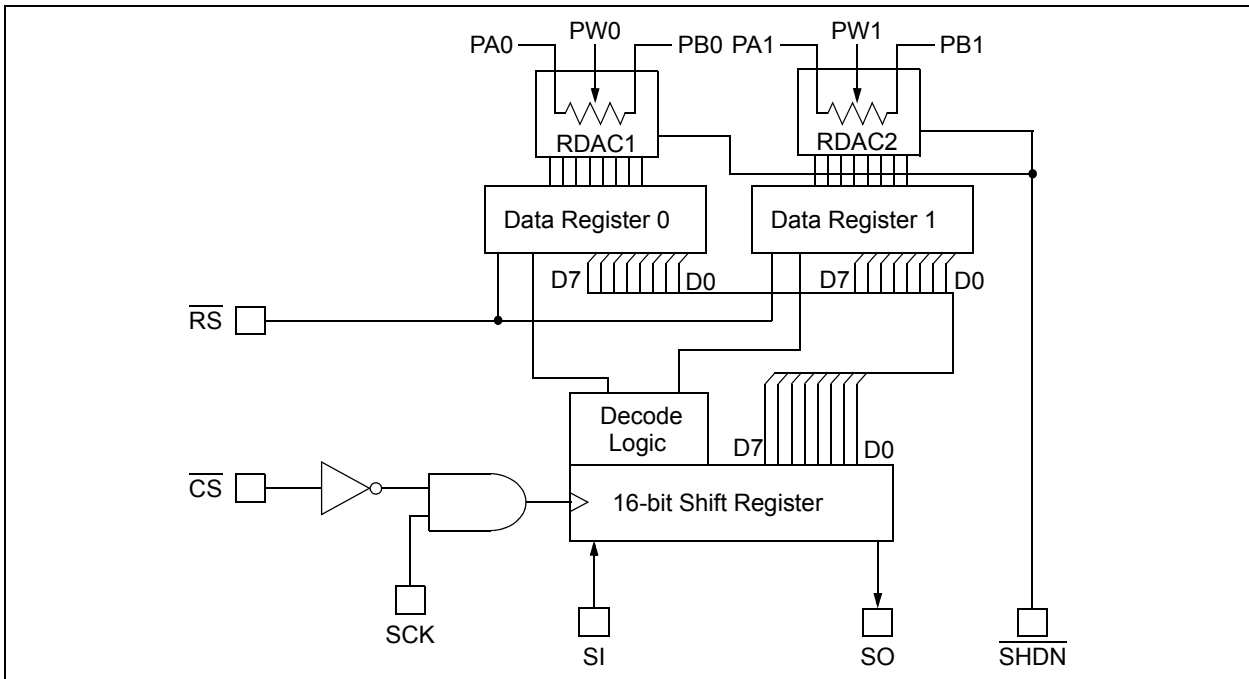 PA0 PW0 PB0 PA1 PW1 PB1
RDAC1 RDAC2
Data Register 0 Data Register 1
D7 D0 D7 D0
RS
Decode
Logic
D7 D0
CS
16-bit Shift Register
SCK
SI SO SHDN